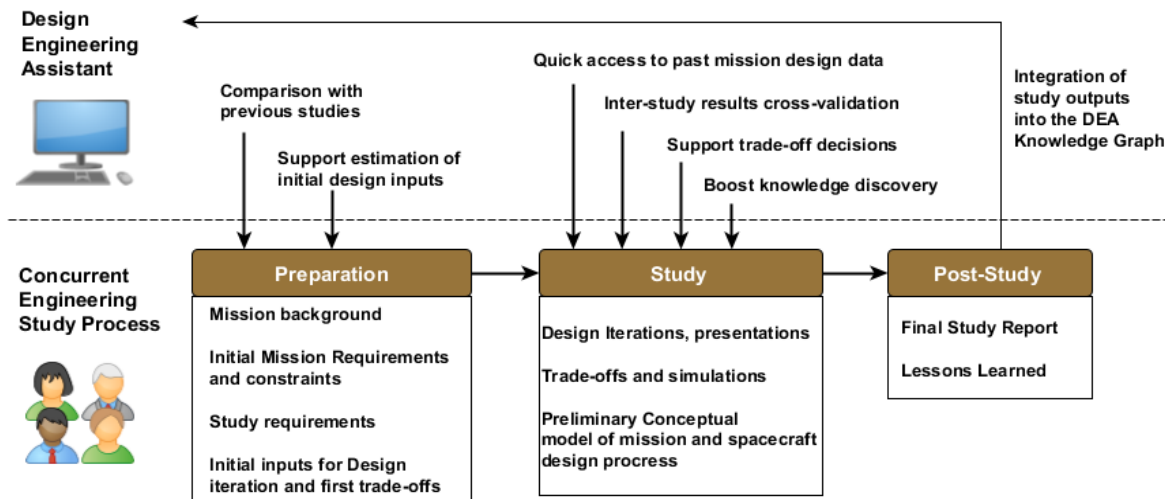 Design
Engineering
Assistant
Comparison with
previous studies
Support estimation of
initial design inputs
Quick access to past mission design data
Inter-study results cross-validation
Support trade-off decisions
Boost knowledge discovery
Integration of
study outputs
into the DEA
Knowledge Graph
Concurrent
Engineering
Study Process
Preparation
Mission background
Initial Mission Requirements
and constraints
Study requirements
Initial inputs for Design
iteration and first trade-offs
Study
Design Iterations, presentations
Trade-offs and simulations
Preliminary Conceptual
model of mission and spacecraft
design procress
Post-Study
Final Study Report
Lessons Learned